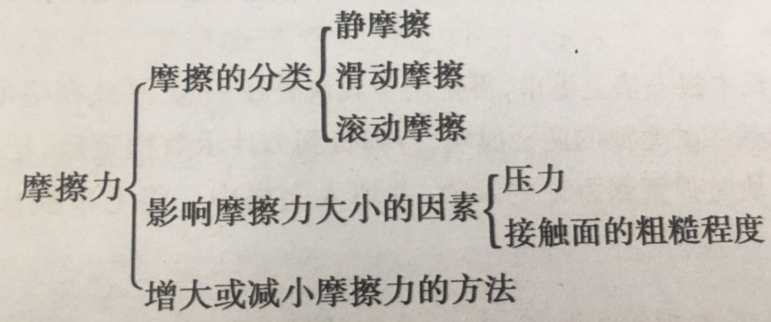 静摩擦
摩擦的分类
滑动摩擦
滚动摩擦
摩擦力
影响摩擦力大小的因素
压力
接触面的粗糙程度
增大或减小摩擦力的方法